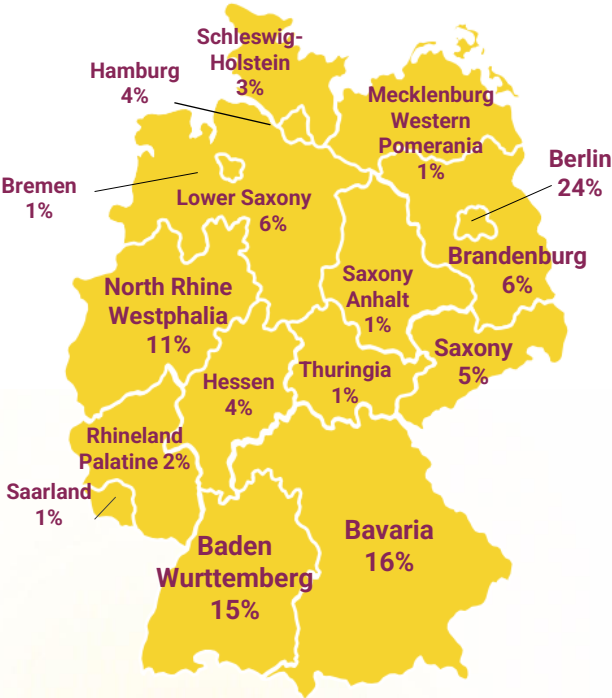 Schleswig-
Holstein
3%
Hamburg
4%
Mecklenburg
Western
Pomerania
1%
Berlin
24%
Bremen
1%
Lower Saxony
6%
Brandenburg
6%
North Rhine
Westphalia
11%
Saxony
Anhalt
1%
Saxony
5%
Hessen
4%
Thuringia
1%
Rhineland
Palatine 2%
Saarland
1%
Baden
Wurttemberg
15%
Bavaria
16%